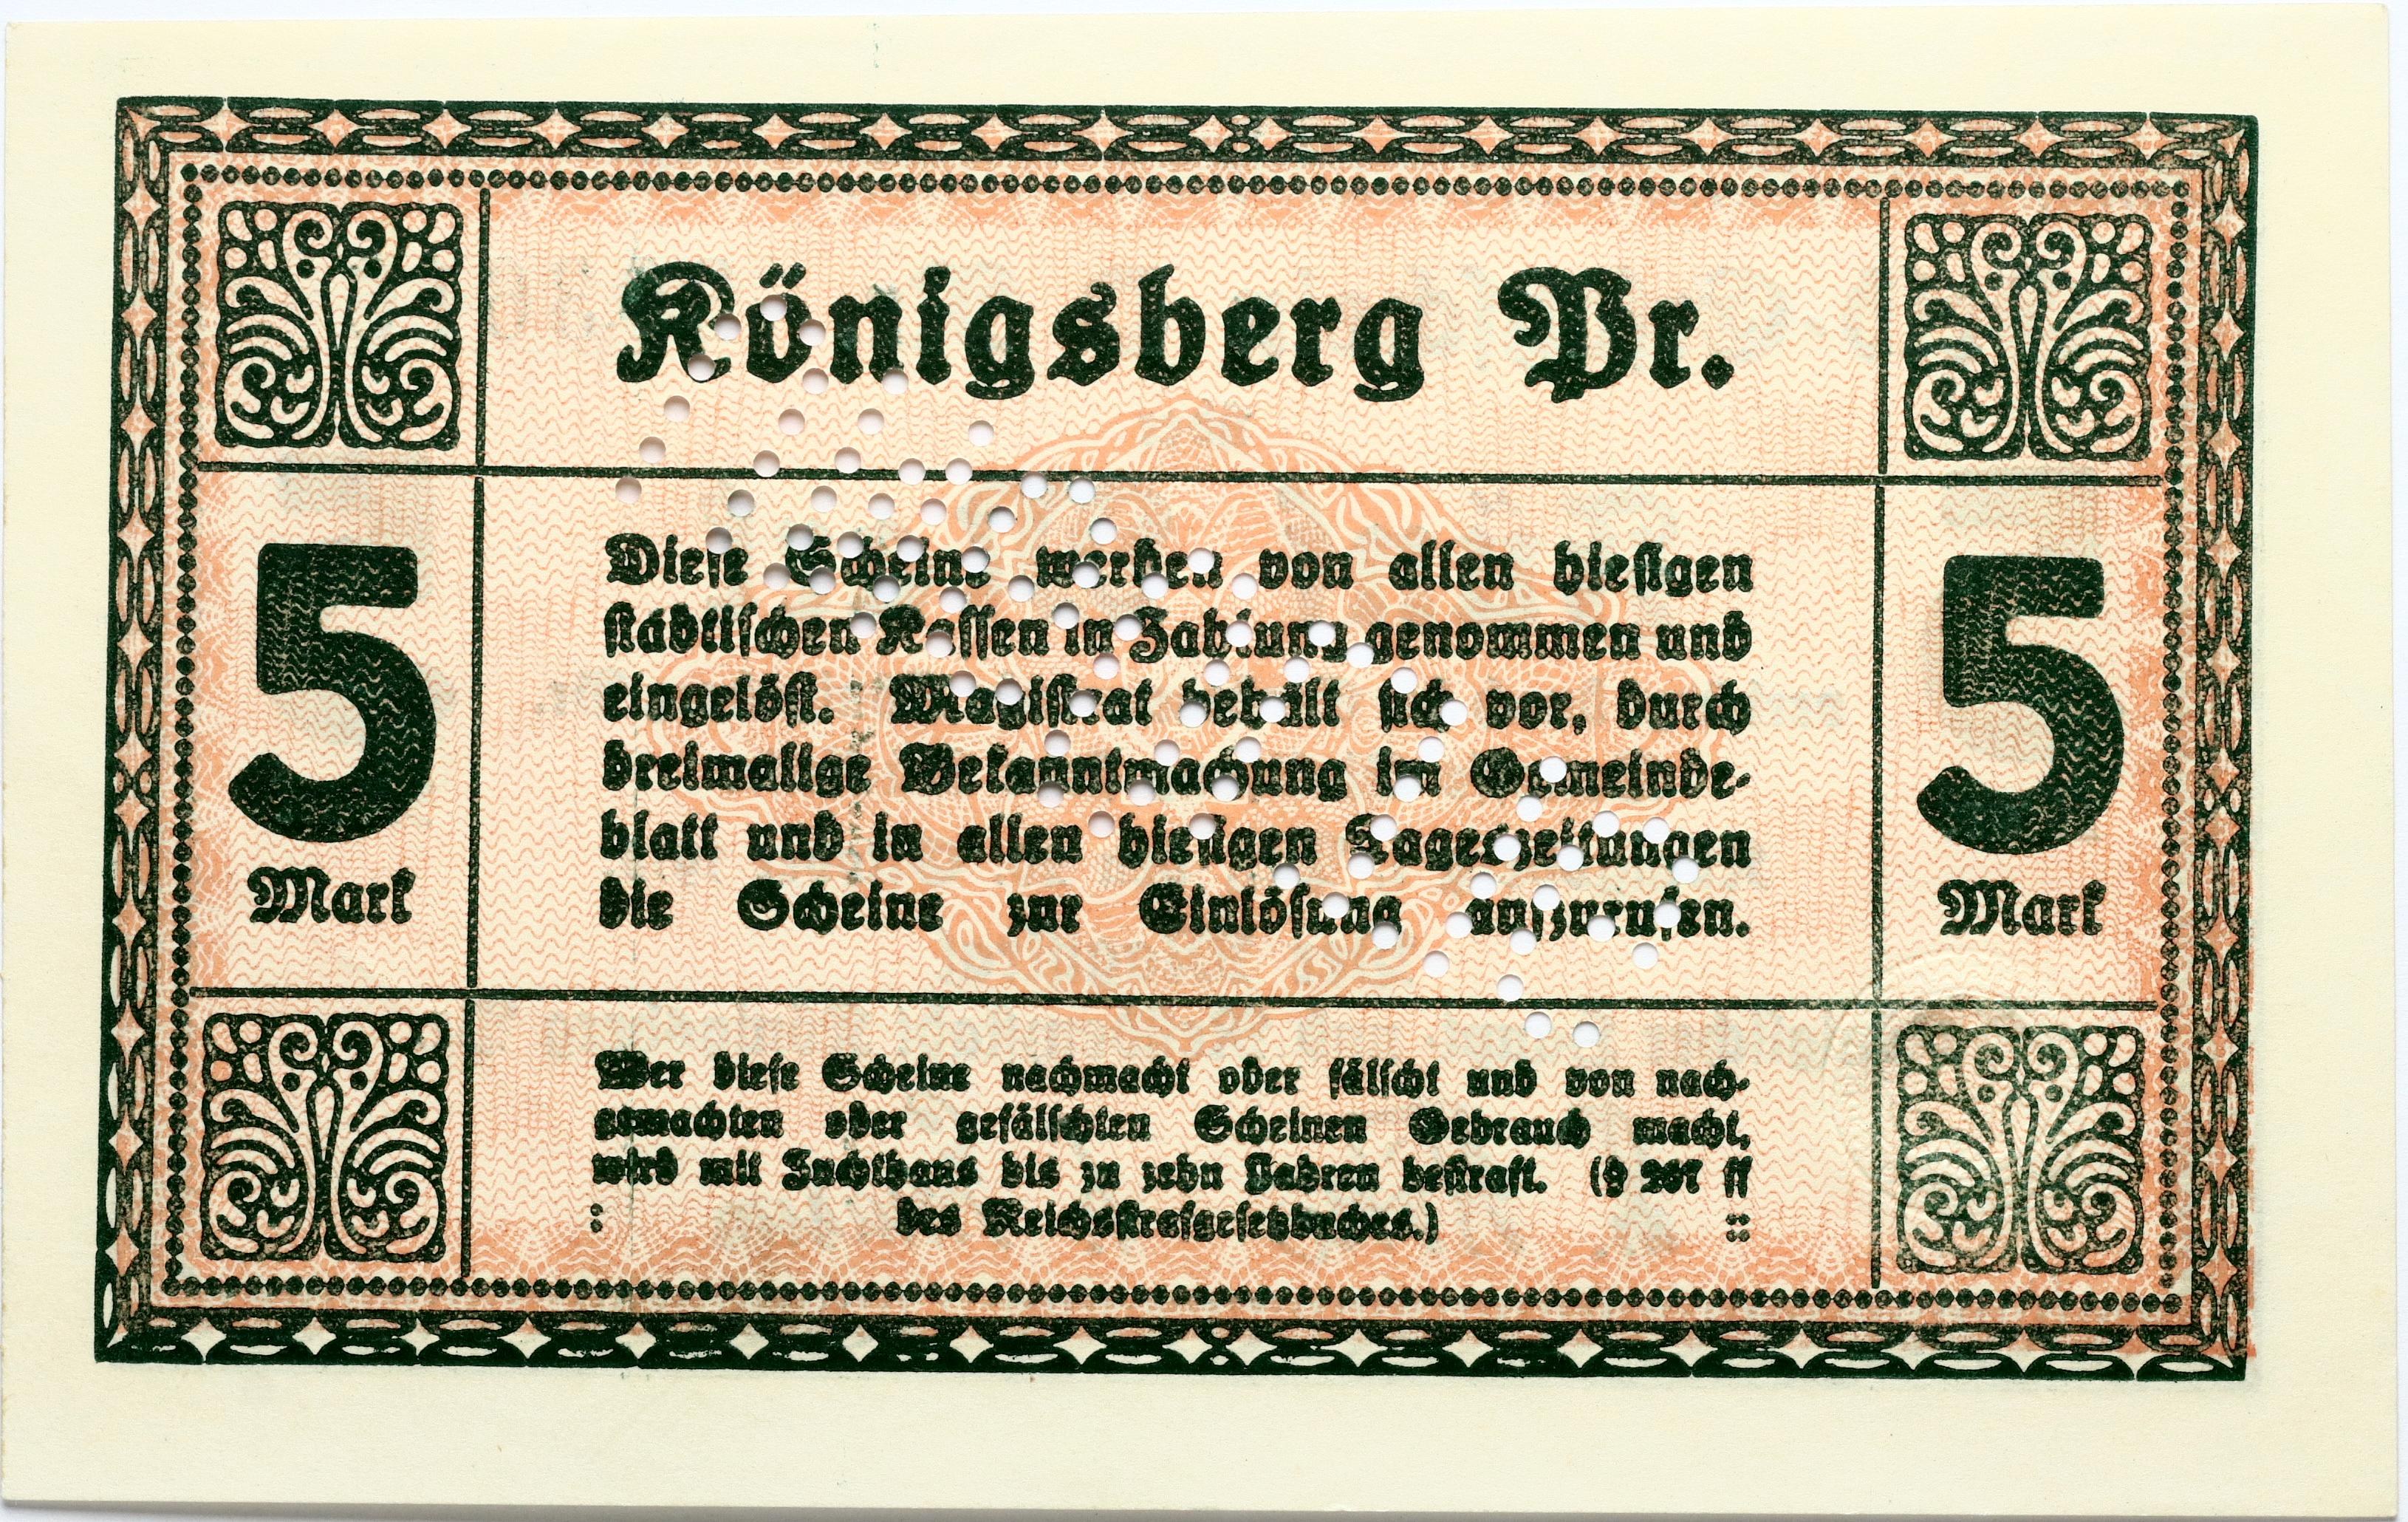 Königsberg Pr.
5
Mark
Diese Scheine werden von allen hiesigen
städtischen Kassen in Zahlung genommen und
eingelöst. Magistrat behält sich vor, durch
dreimalige Bekanntmachung im Gemeinde-
blatt und in allen hiesigen Tageszeitungen
die Scheine zur Einlösung aufzurufen.
5
Mark
Wer diese Scheine nachmacht oder fälscht und von nach-
gemachten oder gefälschten Scheinen Gebrauch macht,
wird mit Zuchthaus bis zu zehn Jahren bestraft. (§ 267 ff
des Reichsstrafgesetzbuches.)